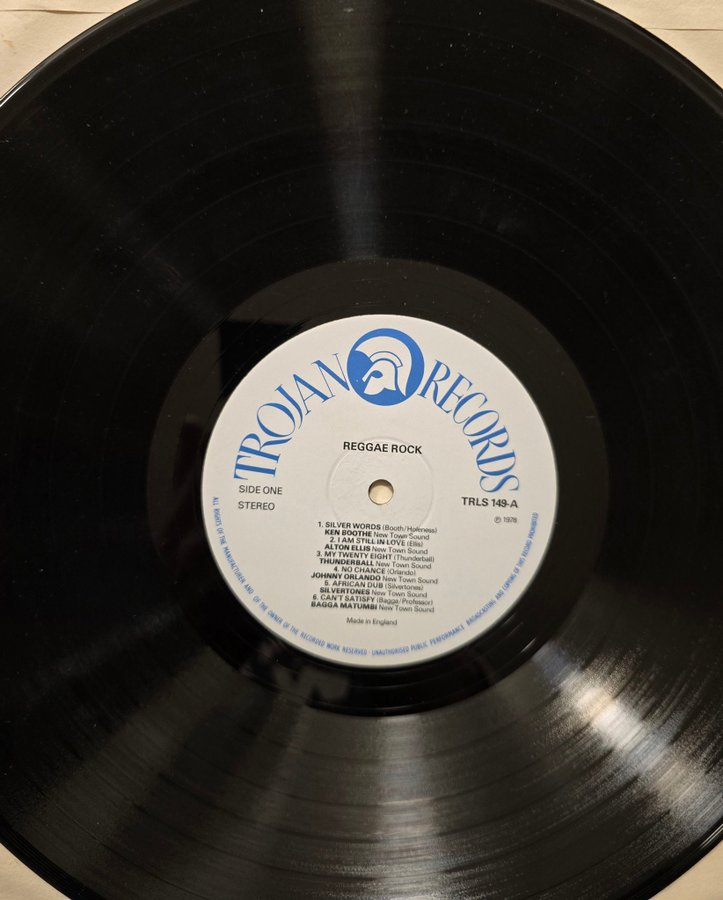 TROJAN RECORDS
REGGAE ROCK
SIDE ONE
STEREO
TRLS 149-A
℗ 1978
1. SILVER WORDS (Booth/Hofeness)
KEN BOOTHE New Town Sound
2. I AM STILL IN LOVE (Ellis)
ALTON ELLIS New Town Sound
3. MY TWENTY EIGHT (Thunderball)
THUNDERBALL New Town Sound
4. NO CHANCE (Orlando)
JOHNNY ORLANDO New Town Sound
5. AFRICAN DUB (Silvertones)
SILVERTONES New Town Sound
6. CAN'T SATISFY (Bagga/Professor)
BAGGA MATUMBI New Town Sound
Made in England
ALL RIGHTS OF THE MANUFACTURER AND OF THE OWNER OF THE RECORDED WORK RESERVED · UNAUTHORISED PUBLIC PERFORMANCE BROADCASTING AND COPYING OF THIS RECORD PROHIBITED